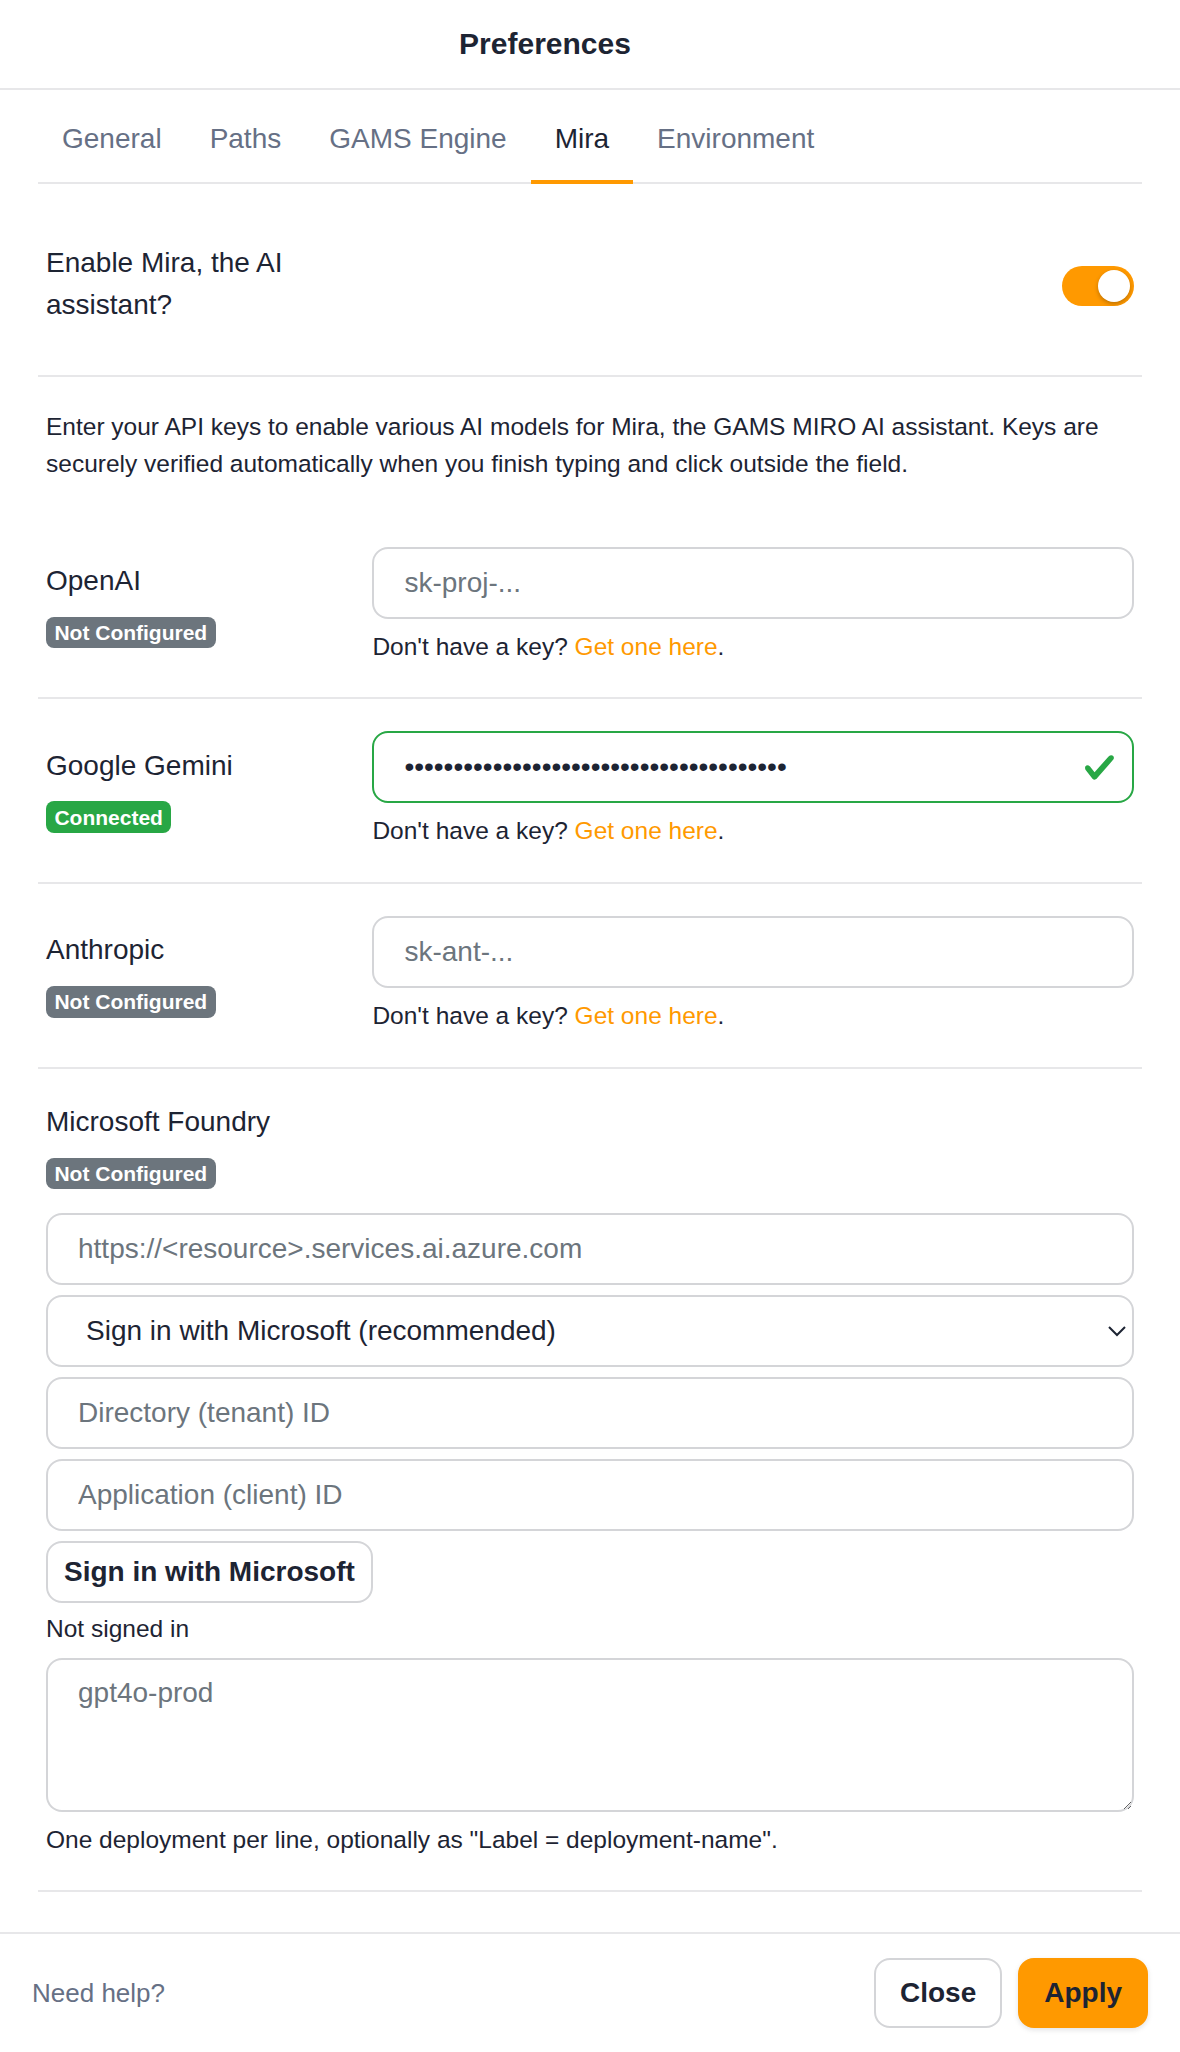 Preferences
General Paths GAMS Engine Mira Environment
Enable Mira, the AI
assistant?
Enter your API keys to enable various AI models for Mira, the GAMS MIRO AI assistant. Keys are
securely verified automatically when you finish typing and click outside the field.
OpenAI
Not Configured
sk-proj-...
Don't have a key? Get one here.
Google Gemini
Connected
•••••••••••••••••••••••••••••••••••••••
Don't have a key? Get one here.
Anthropic
Not Configured
sk-ant-...
Don't have a key? Get one here.
Microsoft Foundry
Not Configured
https://<resource>.services.ai.azure.com
Sign in with Microsoft (recommended)
Directory (tenant) ID
Application (client) ID
Sign in with Microsoft
Not signed in
gpt4o-prod
One deployment per line, optionally as "Label = deployment-name".
Need help?
Close
Apply